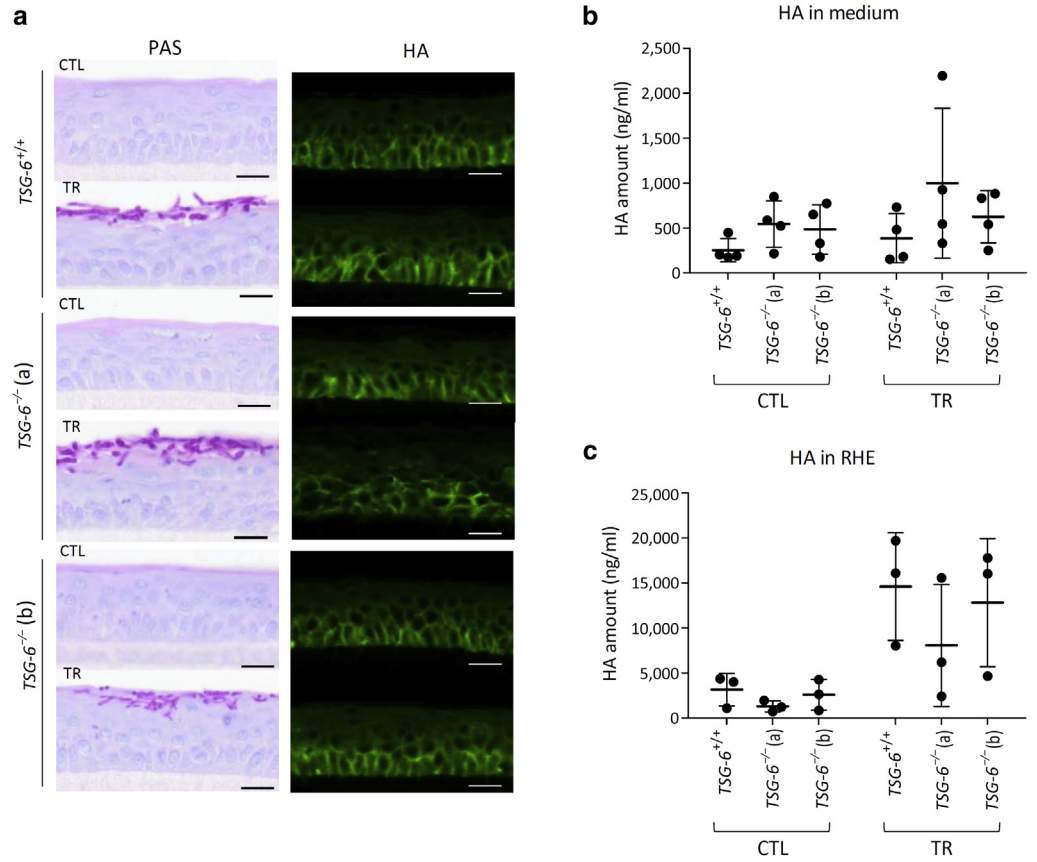 a
PAS
HA
TSG-6+/+
CTL
TR
TSG-6−/− (a)
CTL
TR
TSG-6−/− (b)
CTL
TR
b
HA in medium
HA amount (ng/ml)
2,500
2,000
1,500
1,000
500
0
TSG-6+/+
TSG-6−/− (a)
TSG-6−/− (b)
TSG-6+/+
TSG-6−/− (a)
TSG-6−/− (b)
CTL
TR
c
HA in RHE
HA amount (ng/ml)
25,000
20,000
15,000
10,000
5,000
0
TSG-6+/+
TSG-6−/− (a)
TSG-6−/− (b)
TSG-6+/+
TSG-6−/− (a)
TSG-6−/− (b)
CTL
TR